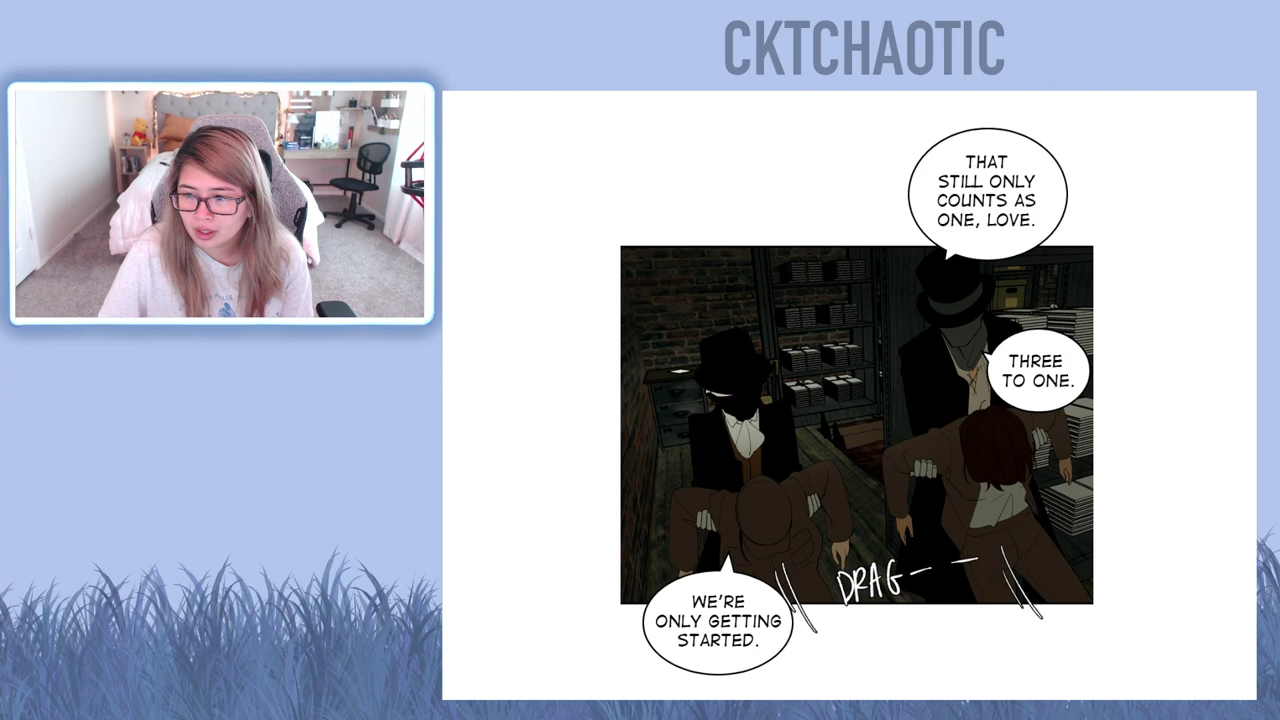 CKTCHAOTIC
THAT
STILL ONLY
COUNTS AS
ONE, LOVE.
THREE
TO ONE.
WE'RE
ONLY GETTING
STARTED.
DRAG--